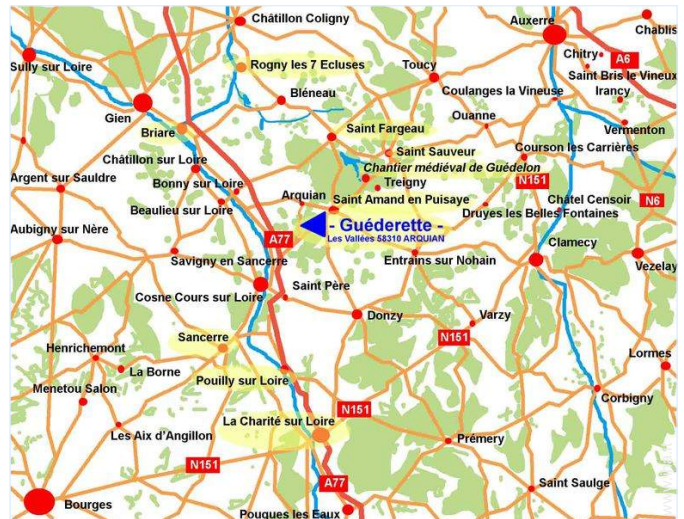 Châtillon Coligny
Auxerre
Chablis
Sully sur Loire
Rogny les 7 Ecluses
Toucy
Chitry
A6
Saint Bris le Vineux
Bléneau
Coulanges la Vineuse
Irancy
Gien
Ouanne
Briare
Saint Fargeau
Vermenton
Saint Sauveur
Courson les Carrières
Châtillon sur Loire
Chantier médiéval de Guédelon
Argent sur Sauldre
Bonny sur Loire
Treigny
N151
Arquian
Saint Amand en Puisaye
Châtel Censoir
N6
Beaulieu sur Loire
Druyes les Belles Fontaines
Aubigny sur Nère
- Guéderette -
Les Vallées 58310 ARQUIAN
A77
Clamecy
Savigny en Sancerre
Entrains sur Nohain
Vezelay
Cosne Cours sur Loire
Saint Père
Donzy
Varzy
Sancerre
N151
Henrichemont
Lormes
La Borne
Pouilly sur Loire
Menetou Salon
Corbigny
N151
La Charité sur Loire
Les Aix d'Angillon
Prémery
N151
A77
Saint Saulge
Bourges
Pougues les Eaux